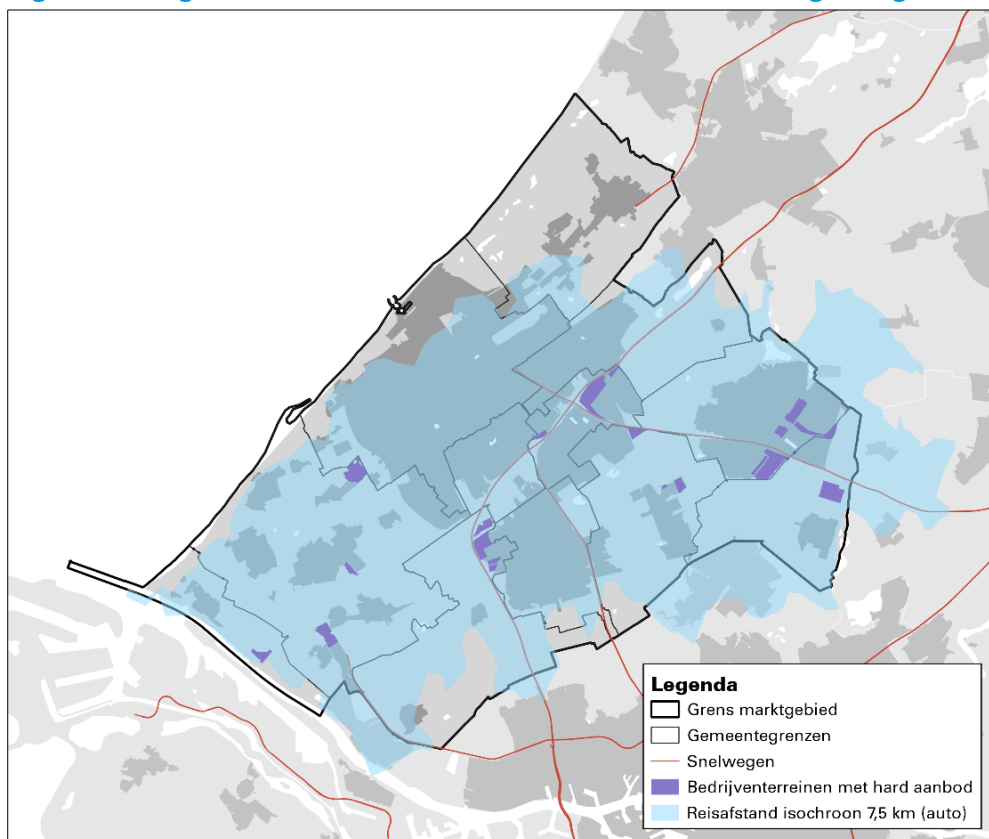 Legenda
Grens marktgebied
Gemeentegrenzen
Snelwegen
Bedrijventerreinen met hard aanbod
Reisafstand isochroon 7,5 km (auto)